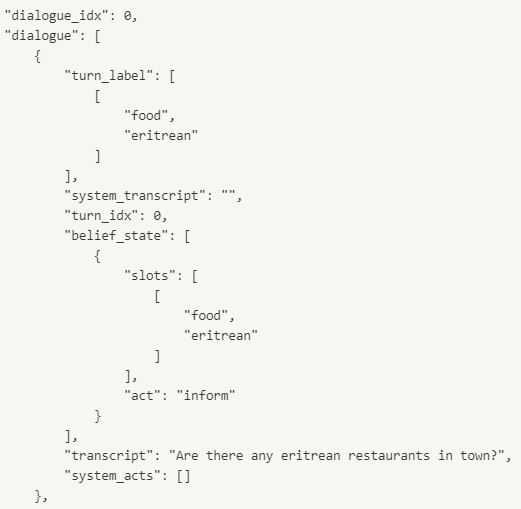 "dialogue_idx": 0,
"dialogue": [
    {
        "turn_label": [
            [
                "food",
                "eritrean"
            ]
        ],
        "system_transcript": "",
        "turn_idx": 0,
        "belief_state": [
            {
                "slots": [
                    [
                        "food",
                        "eritrean"
                    ]
                ],
                "act": "inform"
            }
        ],
        "transcript": "Are there any eritrean restaurants in town?",
        "system_acts": []
    },